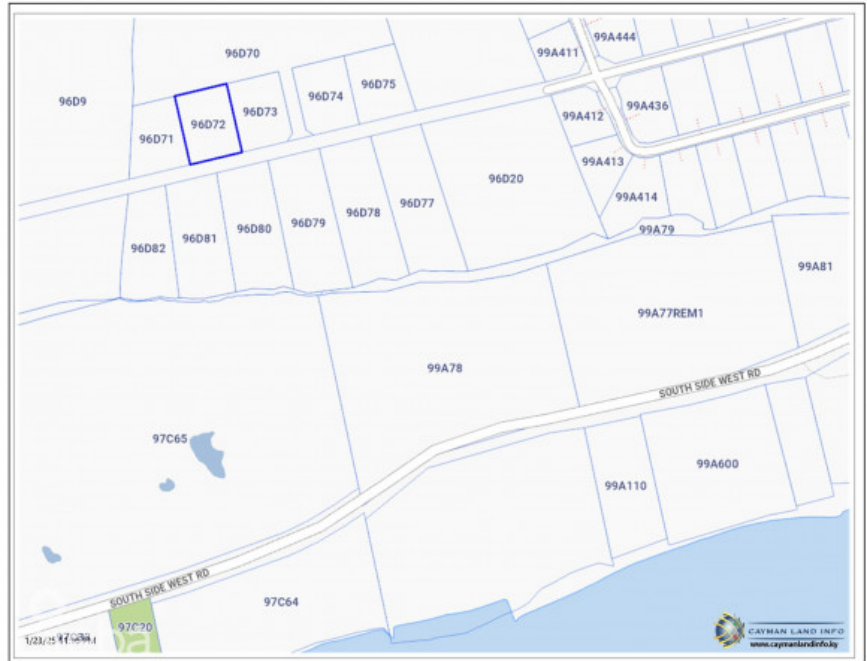 99A444
99A411
96D70
96D75
96D74
96D9
96D72
96D73
99A436
99A412
96D71
99A413
96D20
99A414
96D77
96D78
96D79
96D80
96D81
96D82
99A79
99A81
99A77REM1
99A78
SOUTH SIDE WEST RD
97C65
99A600
99A110
SOUTH SIDE WEST RD
97C64
97C20
CAYMAN LAND INFO
www.caymanlandinfo.ky